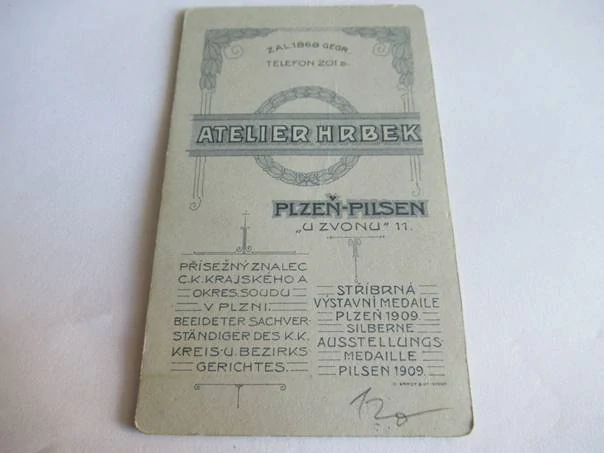 ZAL. 1868 GEGR.
TELEFON 201 B.
ATELIER HRBEK
PLZEŇ-PILSEN
„U ZVONU" 11.
PŘÍSEŽNÝ ZNALEC
C.K. KRAJSKÉHO A
OKRES. SOUDU
V PLZNI.
BEEIDETER SACHVER-
STÄNDIGER DES K.K.
KREIS- U. BEZIRKS
GERICHTES.
STŘÍBRNÁ
VÝSTAVNÍ MEDAILE
PLZEŇ 1909
SILBERNE
AUSSTELLUNGS-
MEDAILLE
PILSEN 1909.